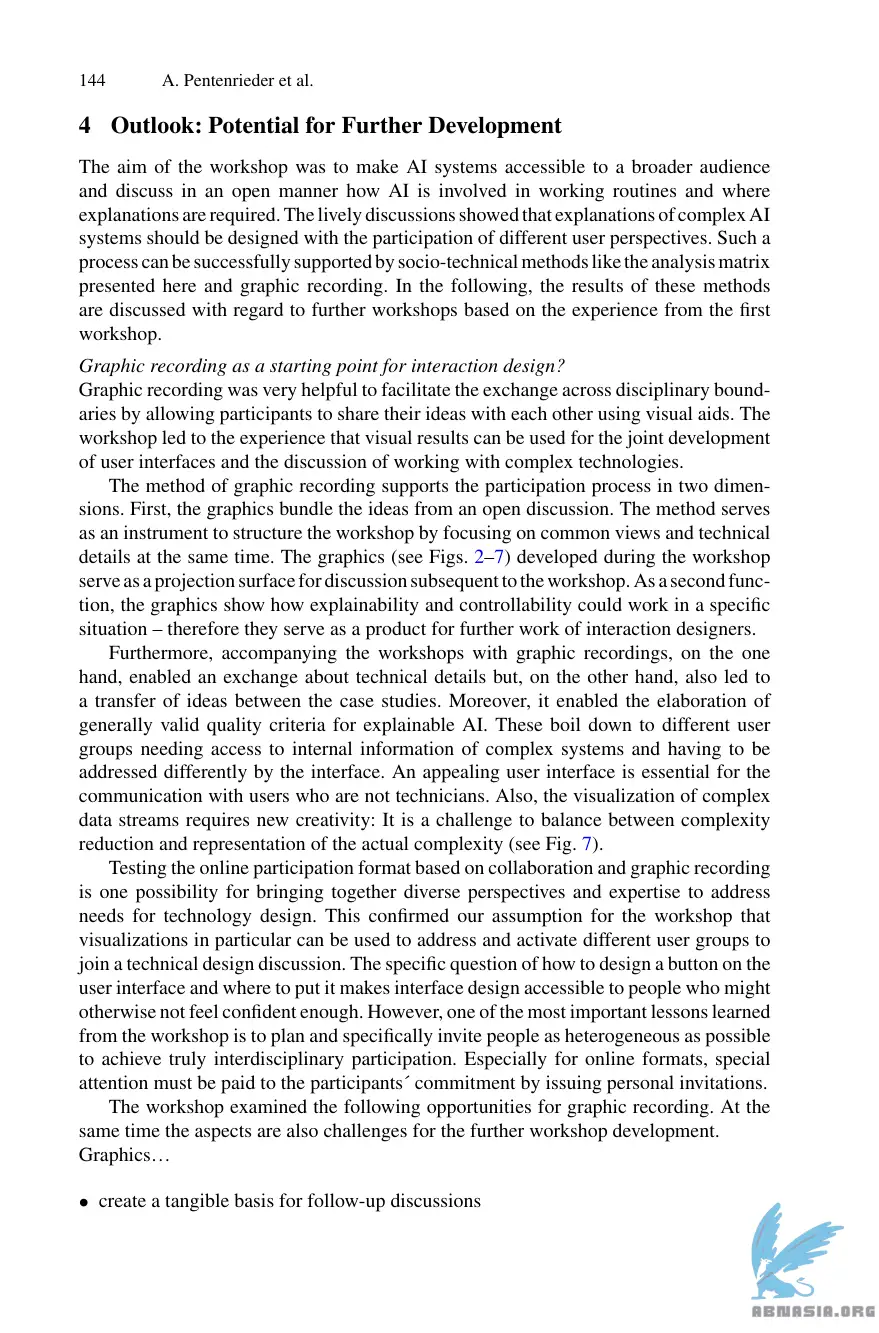 144 A. Pentenrieder et al.
4 Outlook: Potential for Further Development
The aim of the workshop was to make AI systems accessible to a broader audience
and discuss in an open manner how AI is involved in working routines and where
explanations are required. The lively discussions showed that explanations of complex AI
systems should be designed with the participation of different user perspectives. Such a
process can be successfully supported by socio-technical methods like the analysis matrix
presented here and graphic recording. In the following, the results of these methods
are discussed with regard to further workshops based on the experience from the first
workshop.
Graphic recording as a starting point for interaction design?
Graphic recording was very helpful to facilitate the exchange across disciplinary bound-
aries by allowing participants to share their ideas with each other using visual aids. The
workshop led to the experience that visual results can be used for the joint development
of user interfaces and the discussion of working with complex technologies.
The method of graphic recording supports the participation process in two dimen-
sions. First, the graphics bundle the ideas from an open discussion. The method serves
as an instrument to structure the workshop by focusing on common views and technical
details at the same time. The graphics (see Figs. 2–7) developed during the workshop
serve as a projection surface for discussion subsequent to the workshop. As a second func-
tion, the graphics show how explainability and controllability could work in a specific
situation – therefore they serve as a product for further work of interaction designers.
Furthermore, accompanying the workshops with graphic recordings, on the one
hand, enabled an exchange about technical details but, on the other hand, also led to
a transfer of ideas between the case studies. Moreover, it enabled the elaboration of
generally valid quality criteria for explainable AI. These boil down to different user
groups needing access to internal information of complex systems and having to be
addressed differently by the interface. An appealing user interface is essential for the
communication with users who are not technicians. Also, the visualization of complex
data streams requires new creativity: It is a challenge to balance between complexity
reduction and representation of the actual complexity (see Fig. 7).
Testing the online participation format based on collaboration and graphic recording
is one possibility for bringing together diverse perspectives and expertise to address
needs for technology design. This confirmed our assumption for the workshop that
visualizations in particular can be used to address and activate different user groups to
join a technical design discussion. The specific question of how to design a button on the
user interface and where to put it makes interface design accessible to people who might
otherwise not feel confident enough. However, one of the most important lessons learned
from the workshop is to plan and specifically invite people as heterogeneous as possible
to achieve truly interdisciplinary participation. Especially for online formats, special
attention must be paid to the participants´ commitment by issuing personal invitations.
The workshop examined the following opportunities for graphic recording. At the
same time the aspects are also challenges for the further workshop development.
Graphics…
• create a tangible basis for follow-up discussions
ABNASIA.ORG